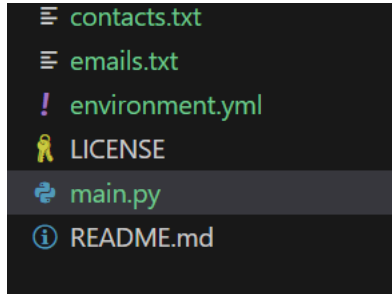 contacts.txt
emails.txt
environment.yml
LICENSE
main.py
README.md